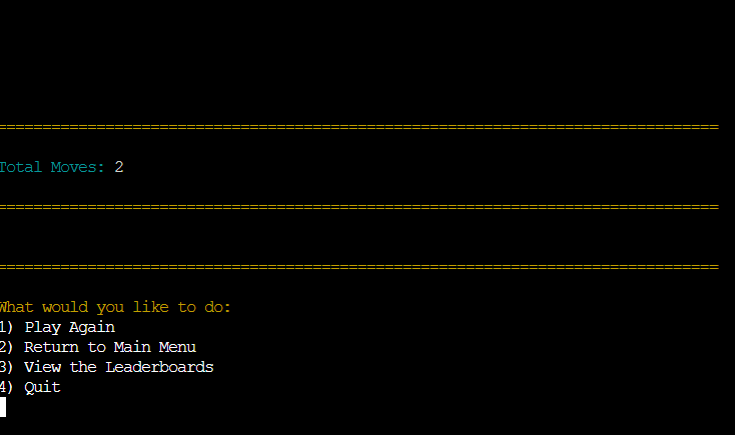 ================================================================================
Total Moves: 2
================================================================================
================================================================================
What would you like to do:
1) Play Again
2) Return to Main Menu
3) View the Leaderboards
4) Quit